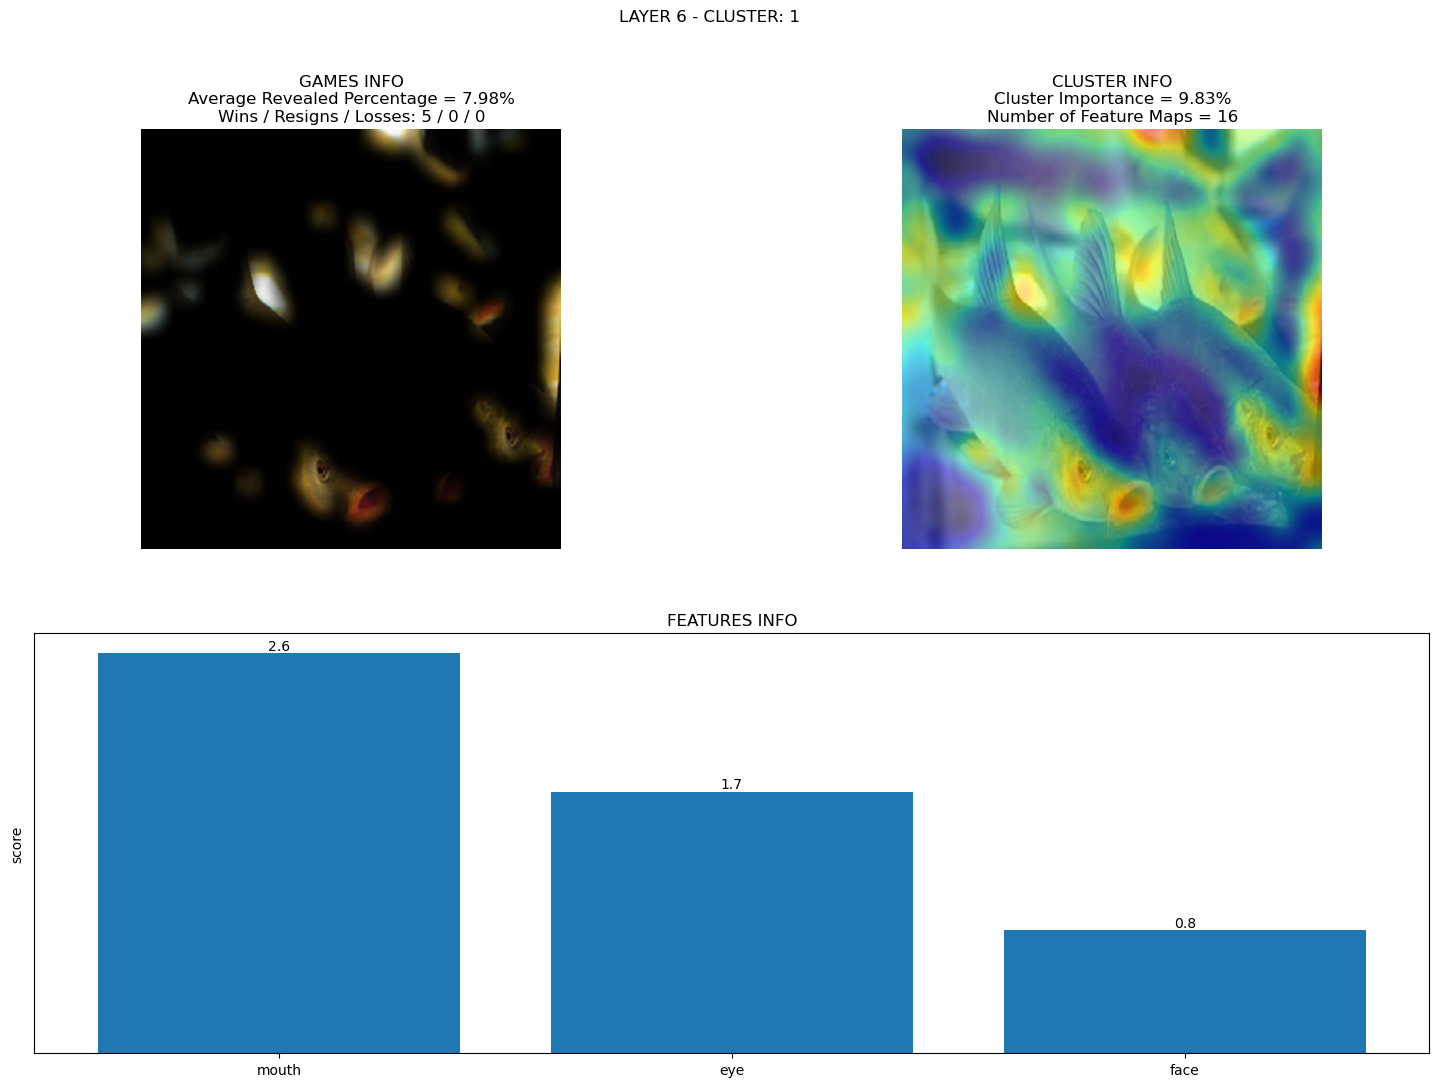 LAYER 6 - CLUSTER: 1
GAMES INFO
Average Revealed Percentage = 7.98%
Wins / Resigns / Losses: 5 / 0 / 0
CLUSTER INFO
Cluster Importance = 9.83%
Number of Feature Maps = 16
FEATURES INFO
score
2.6
1.7
0.8
mouth
eye
face